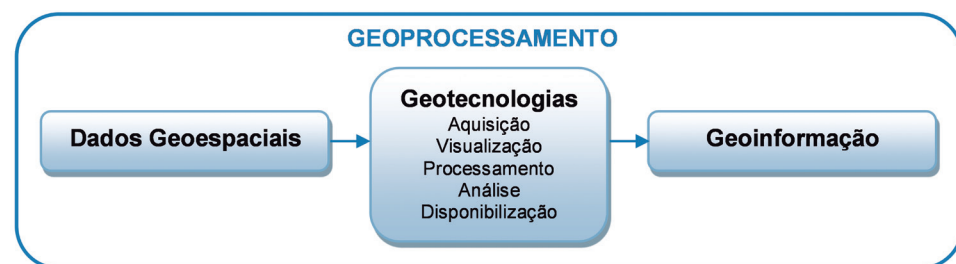 GEOPROCESSAMENTO
Dados Geoespaciais
Geotecnologias
Aquisição
Visualização
Processamento
Análise
Disponibilização
Geoinformação